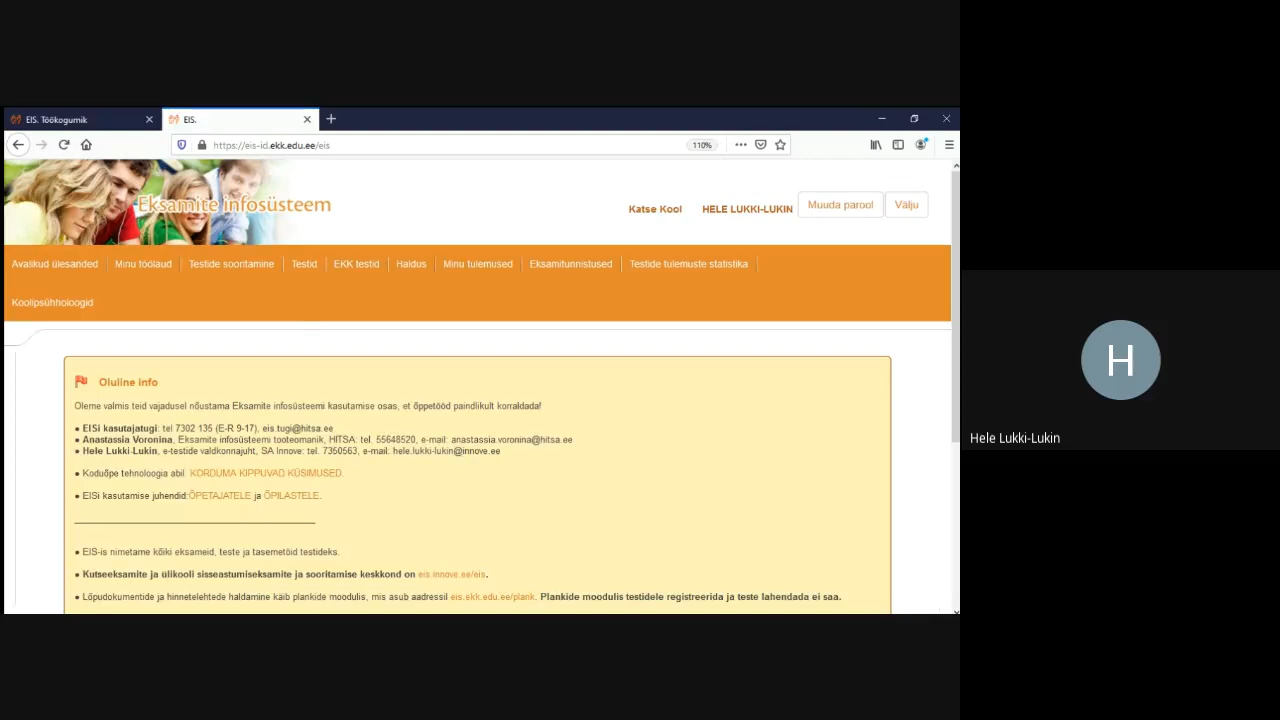 EIS. Töökogumik
EIS.
https://eis-id.ekk.edu.ee/eis
110%
Eksamite infosüsteem
Katse Kool
HELE LUKKI-LUKIN
Muuda parool
Välju
Avalikud ülesanded
Minu töölaud
Testide sooritamine
Testid
EKK testid
Haldus
Minu tulemused
Eksamitunnistused
Testide tulemuste statistika
Koolipsühholoogid
Oluline info
Oleme valmis teid vajadusel nõustama Eksamite infosüsteemi kasutamise osas, et õppetööd paindlikult korraldada!
● EISi kasutajatugi: tel 7302 135 (E-R 9-17), eis.tugi@hitsa.ee
● Anastassia Voronina, Eksamite infosüsteemi tooteomanik, HITSA: tel. 55648520, e-mail: anastassia.voronina@hitsa.ee
● Hele Lukki-Lukin, e-testide valdkonnajuht, SA Innove: tel. 7350563, e-mail: hele.lukki-lukin@innove.ee
● Koduõpe tehnoloogia abil. KORDUMA KIPPUVAD KÜSIMUSED.
● EISi kasutamise juhendid:ÕPETAJATELE ja ÕPILASTELE.
● EIS-is nimetame kõiki eksameid, teste ja tasemetöid testideks.
● Kutseeksamite ja ülikooli sisseastumiseksamite ja sooritamise keskkond on eis.innove.ee/eis.
● Lõpudokumentide ja hinnetelehtede haldamine käib plankide moodulis, mis asub aadressil eis.ekk.edu.ee/plank. Plankide moodulis testidele registreerida ja teste lahendada ei saa.
H
Hele Lukki-Lukin